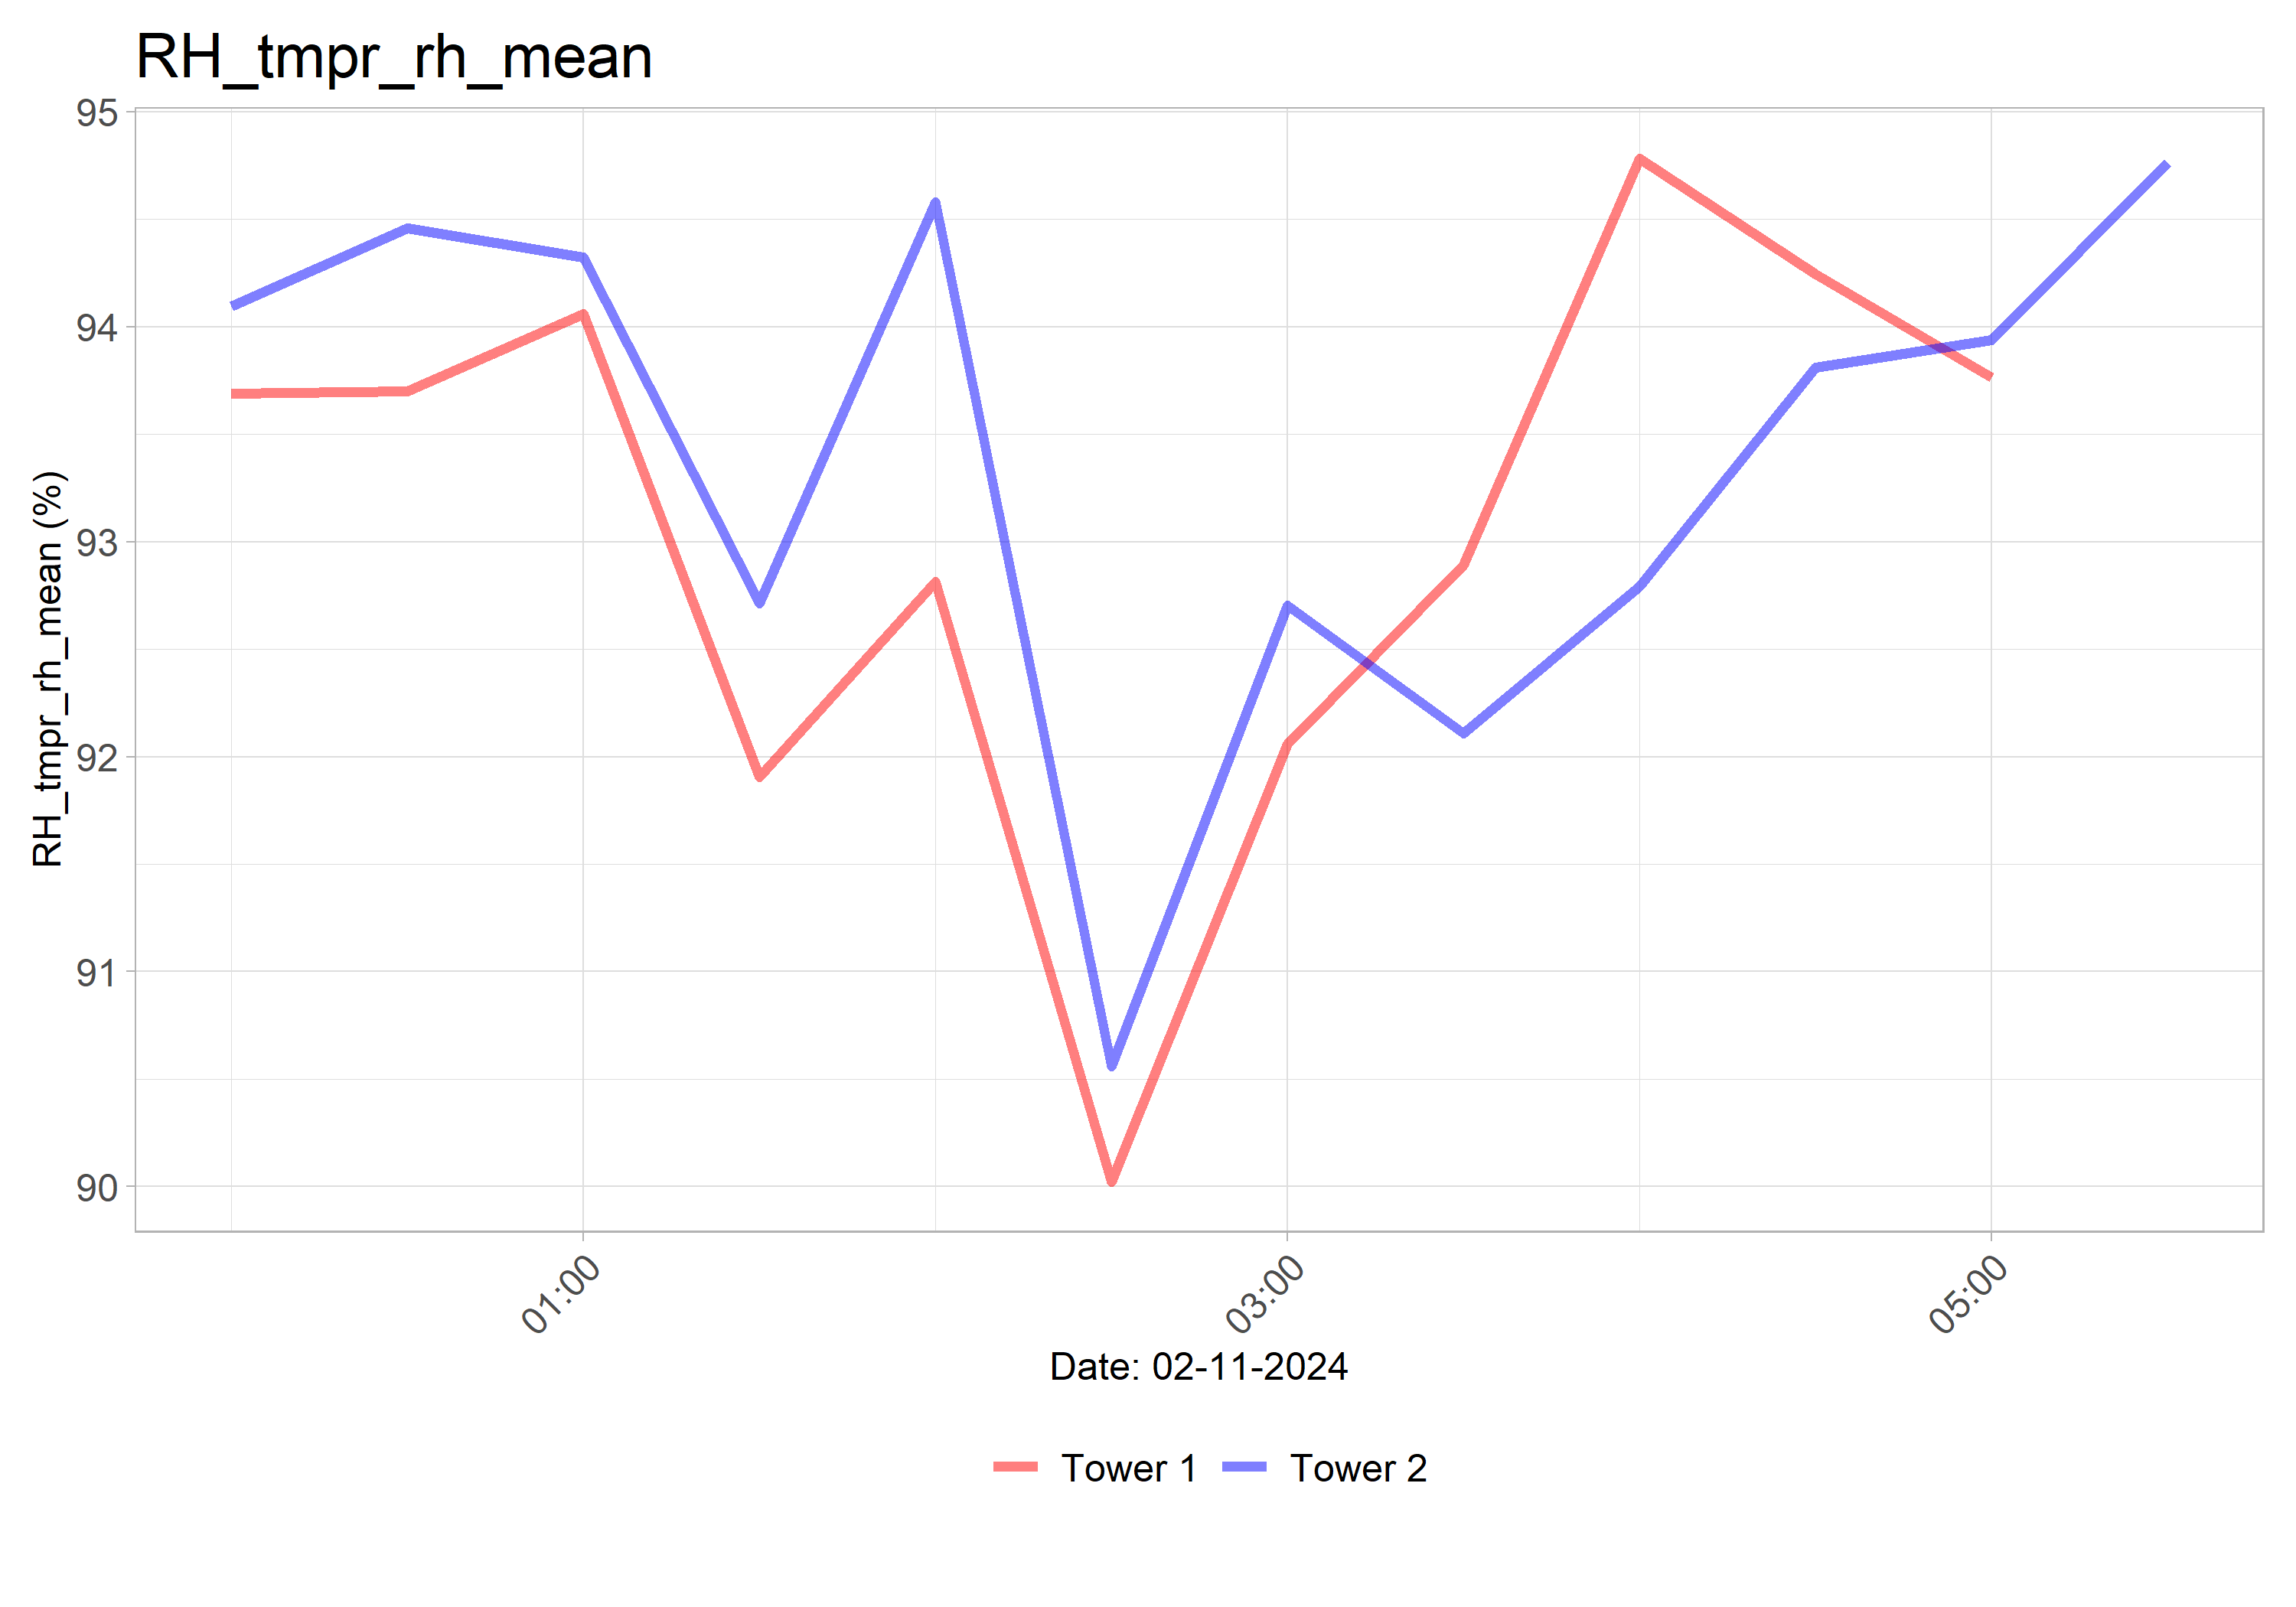 RH_tmpr_rh_mean
95
94
93
92
91
90
RH_tmpr_rh_mean (%)
01:00
03:00
05:00
Date: 02-11-2024
Tower 1
Tower 2